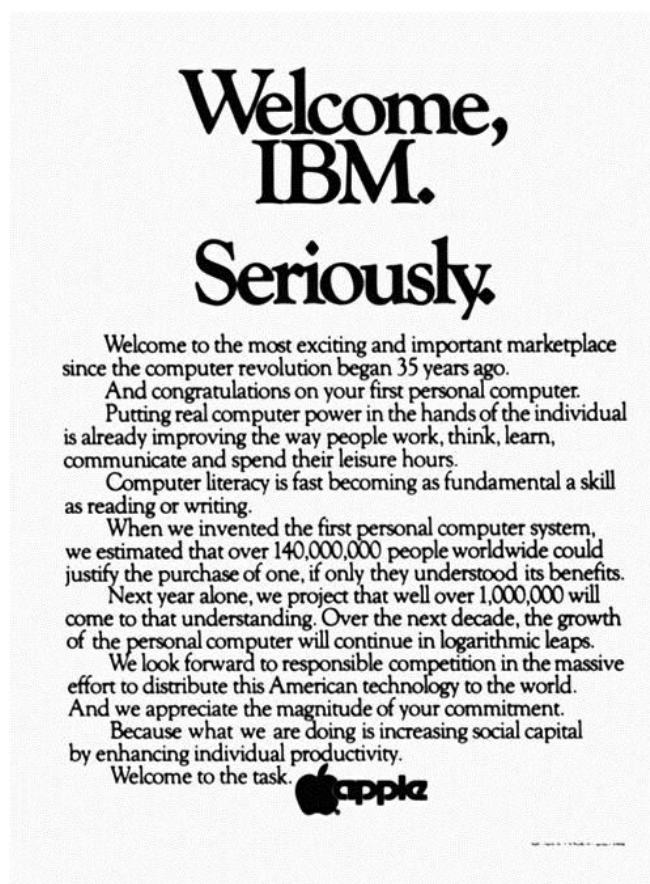 Welcome,
IBM.
Seriously.
Welcome to the most exciting and important marketplace
since the computer revolution began 35 years ago.
And congratulations on your first personal computer.
Putting real computer power in the hands of the individual
is already improving the way people work, think, learn,
communicate and spend their leisure hours.
Computer literacy is fast becoming as fundamental a skill
as reading or writing.
When we invented the first personal computer system,
we estimated that over 140,000,000 people worldwide could
justify the purchase of one, if only they understood its benefits.
Next year alone, we project that well over 1,000,000 will
come to that understanding. Over the next decade, the growth
of the personal computer will continue in logarithmic leaps.
We look forward to responsible competition in the massive
effort to distribute this American technology to the world.
And we appreciate the magnitude of your commitment.
Because what we are doing is increasing social capital
by enhancing individual productivity.
Welcome to the task.
apple